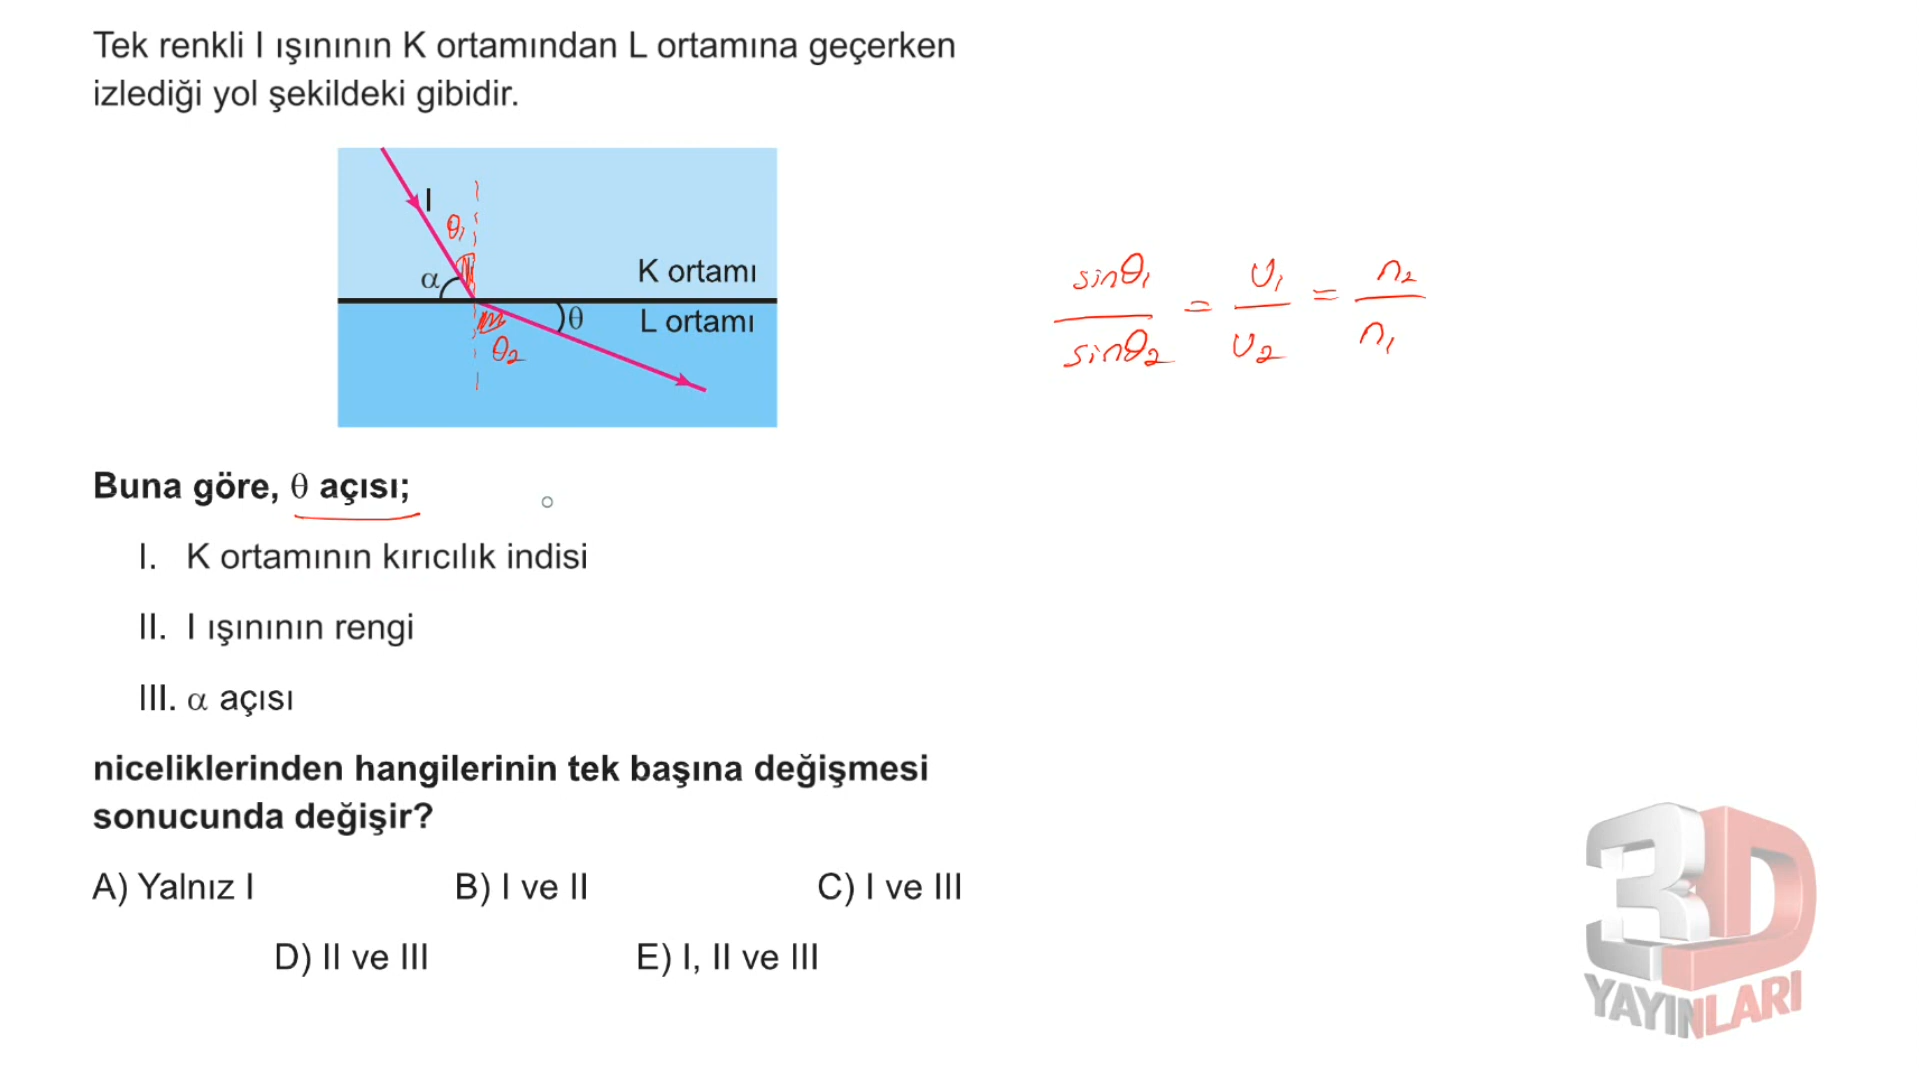 Tek renkli I ışınının K ortamından L ortamına geçerken
izlediği yol şekildeki gibidir.
I
θ₁
α
K ortamı
θ
L ortamı
θ₂
sinθ₁ / sinθ₂ = υ₁ / υ₂ = n₂ / n₁
Buna göre, θ açısı;
I. K ortamının kırıcılık indisi
II. I ışınının rengi
III. α açısı
niceliklerinden hangilerinin tek başına değişmesi
sonucunda değişir?
A) Yalnız I B) I ve II C) I ve III
D) II ve III E) I, II ve III
3D
YAYINLARI